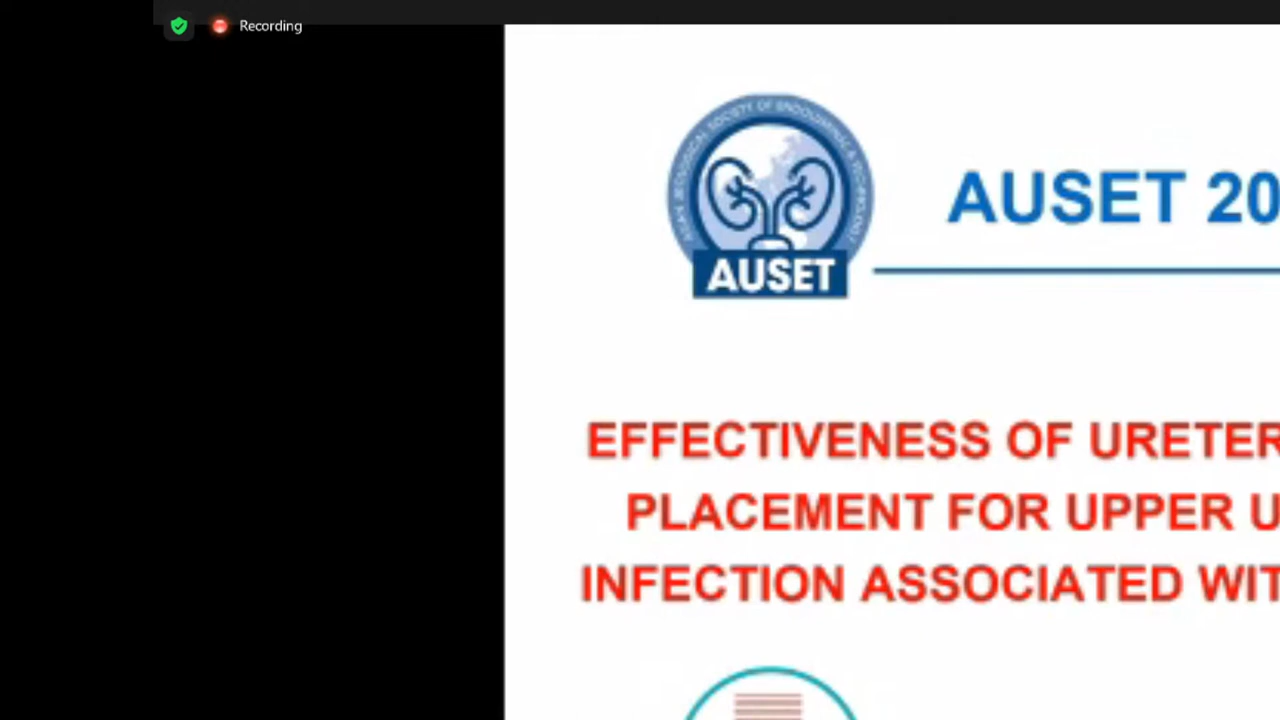 Recording
AUSET 20
AUSET
EFFECTIVENESS OF URETER
PLACEMENT FOR UPPER U
INFECTION ASSOCIATED WIT